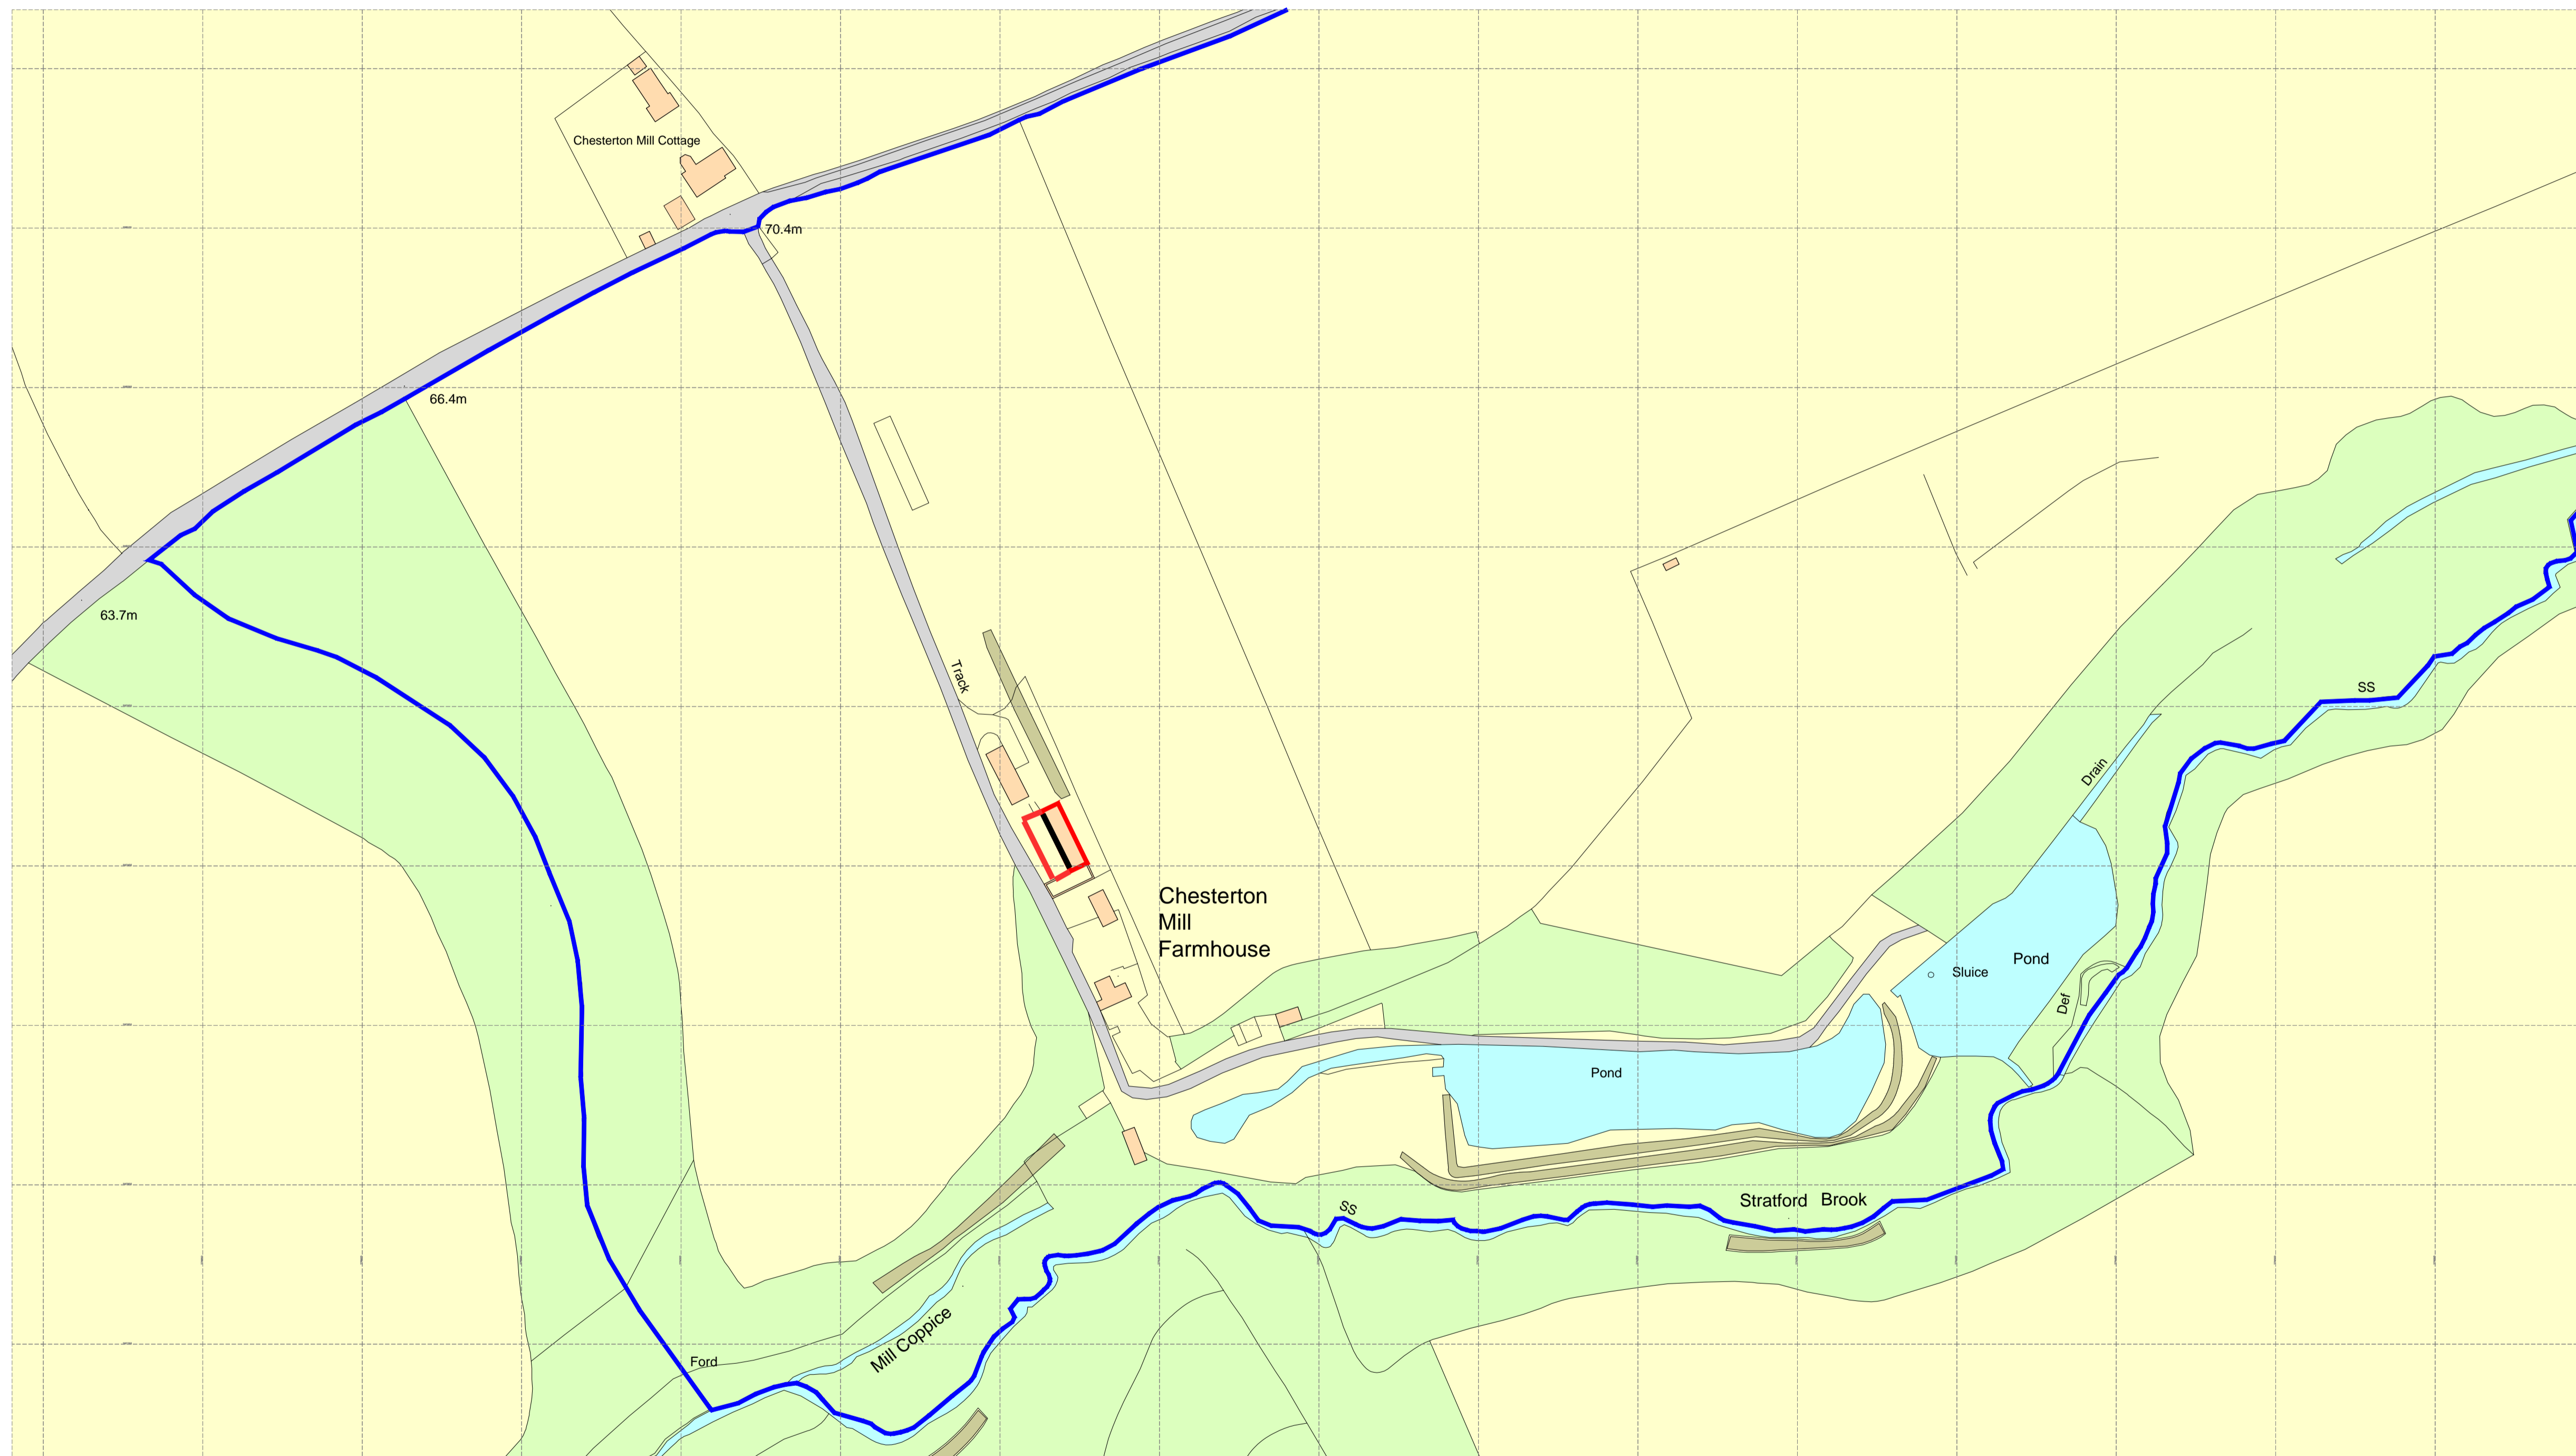 Chesterton Mill Cottage
70.4m
66.4m
63.7m
Track
SS
Drain
Chesterton
Mill
Farmhouse
Pond
Sluice
Def
Pond
Stratford Brook
SS
Mill Coppice
Ford